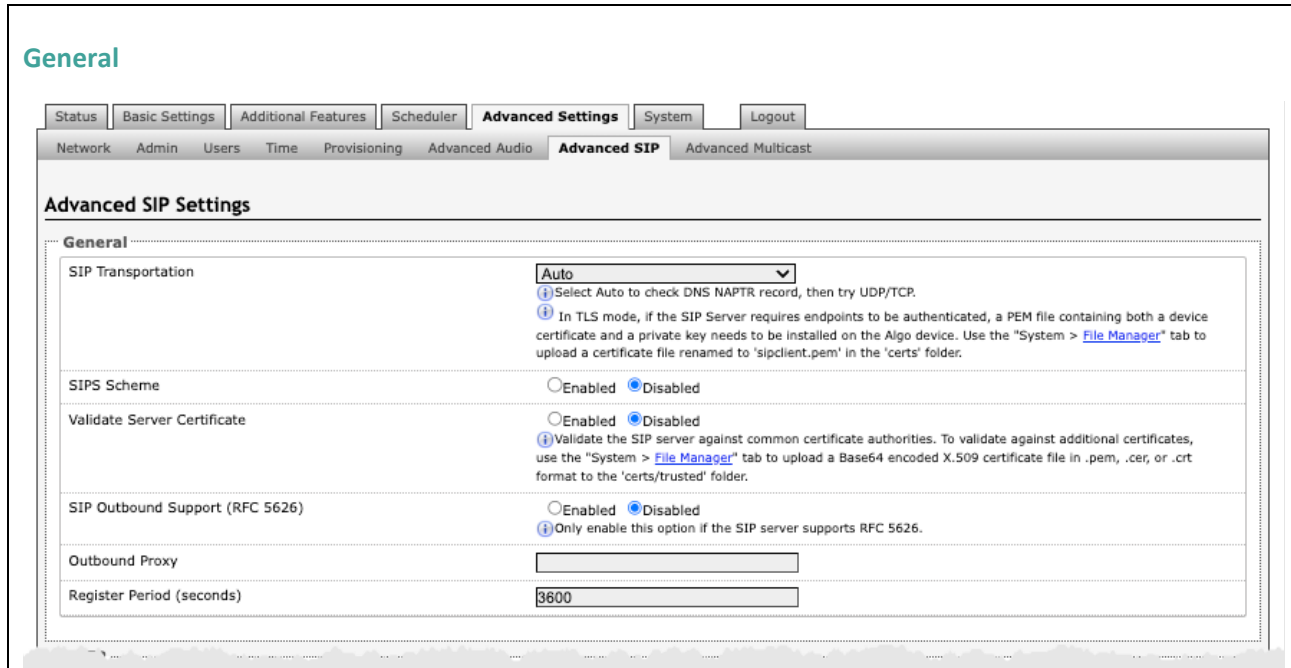 General
Status Basic Settings Additional Features Scheduler Advanced Settings System Logout
Network Admin Users Time Provisioning Advanced Audio Advanced SIP Advanced Multicast
Advanced SIP Settings
General
SIP Transportation Auto
Select Auto to check DNS NAPTR record, then try UDP/TCP.
In TLS mode, if the SIP Server requires endpoints to be authenticated, a PEM file containing both a device
certificate and a private key needs to be installed on the Algo device. Use the "System > File Manager" tab to
upload a certificate file renamed to 'sipclient.pem' in the 'certs' folder.
SIPS Scheme Enabled Disabled
Validate Server Certificate Enabled Disabled
Validate the SIP server against common certificate authorities. To validate against additional certificates,
use the "System > File Manager" tab to upload a Base64 encoded X.509 certificate file in .pem, .cer, or .crt
format to the 'certs/trusted' folder.
SIP Outbound Support (RFC 5626) Enabled Disabled
Only enable this option if the SIP server supports RFC 5626.
Outbound Proxy
Register Period (seconds) 3600